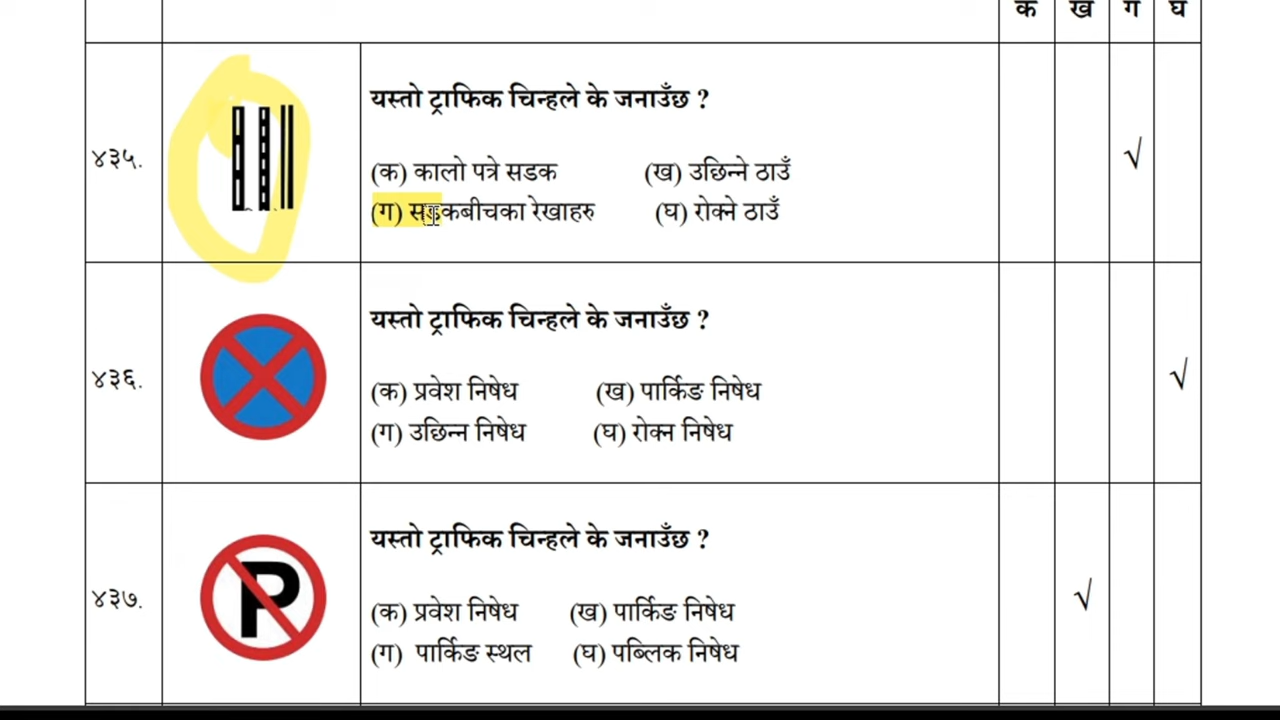 क ख ग घ
४३५. यस्तो ट्राफिक चिन्हले के जनाउँछ ? √
(क) कालो पत्रे सडक (ख) उछिन्ने ठाउँ
(ग) सडकबीचका रेखाहरु (घ) रोक्ने ठाउँ
४३६. यस्तो ट्राफिक चिन्हले के जनाउँछ ? √
(क) प्रवेश निषेध (ख) पार्किङ निषेध
(ग) उछिन्न निषेध (घ) रोक्न निषेध
४३७. यस्तो ट्राफिक चिन्हले के जनाउँछ ? √
P
(क) प्रवेश निषेध (ख) पार्किङ निषेध
(ग) पार्किङ स्थल (घ) पब्लिक निषेध